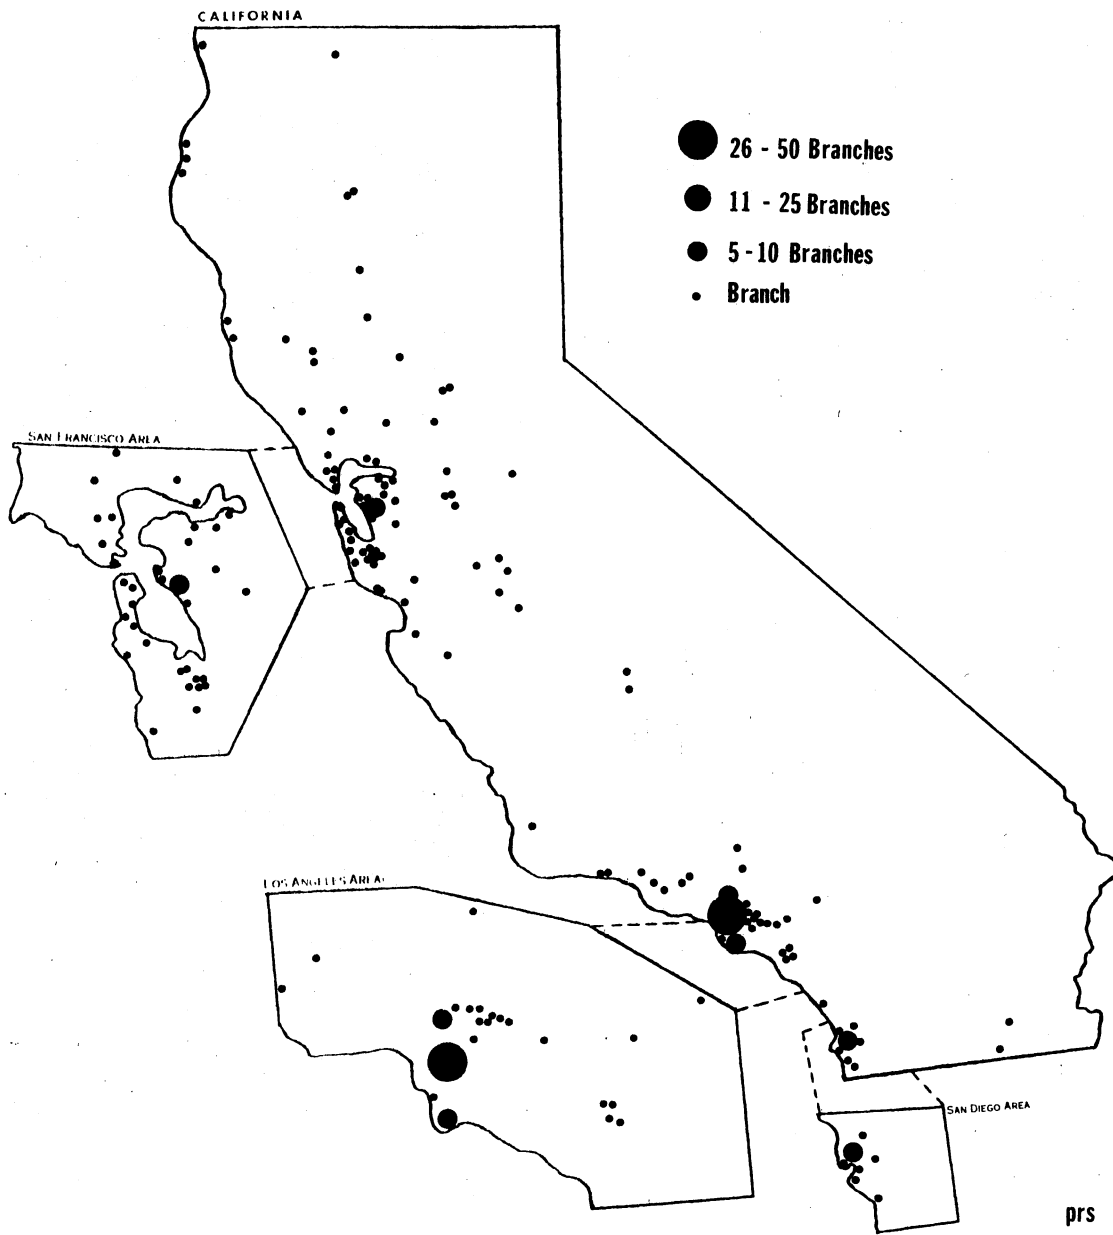 CALIFORNIA
26 - 50 Branches
11 - 25 Branches
5 - 10 Branches
Branch
SAN FRANCISCO AREA
LOS ANGELES AREA
SAN DIEGO AREA
prs